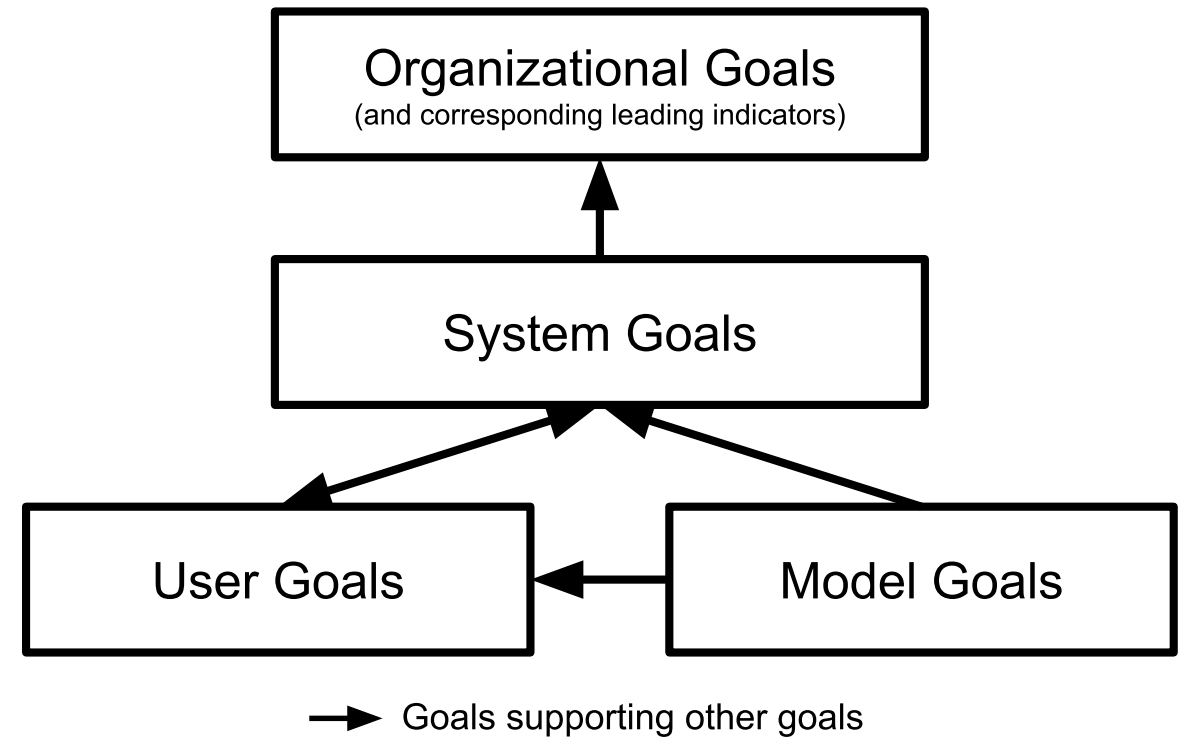 Organizational Goals
(and corresponding leading indicators)
System Goals
User Goals
Model Goals
Goals supporting other goals